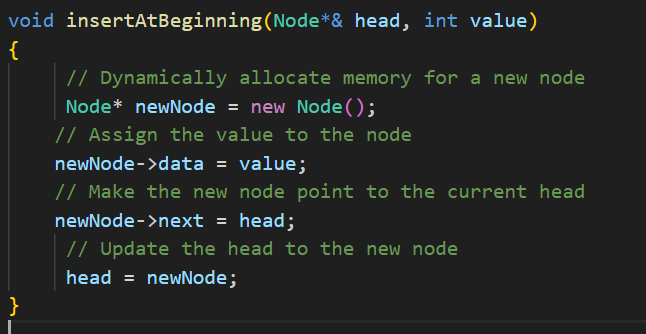 void insertAtBeginning(Node*& head, int value)
{
     // Dynamically allocate memory for a new node
     Node* newNode = new Node();
    // Assign the value to the node
    newNode->data = value;
    // Make the new node point to the current head
    newNode->next = head;
     // Update the head to the new node
     head = newNode;
}